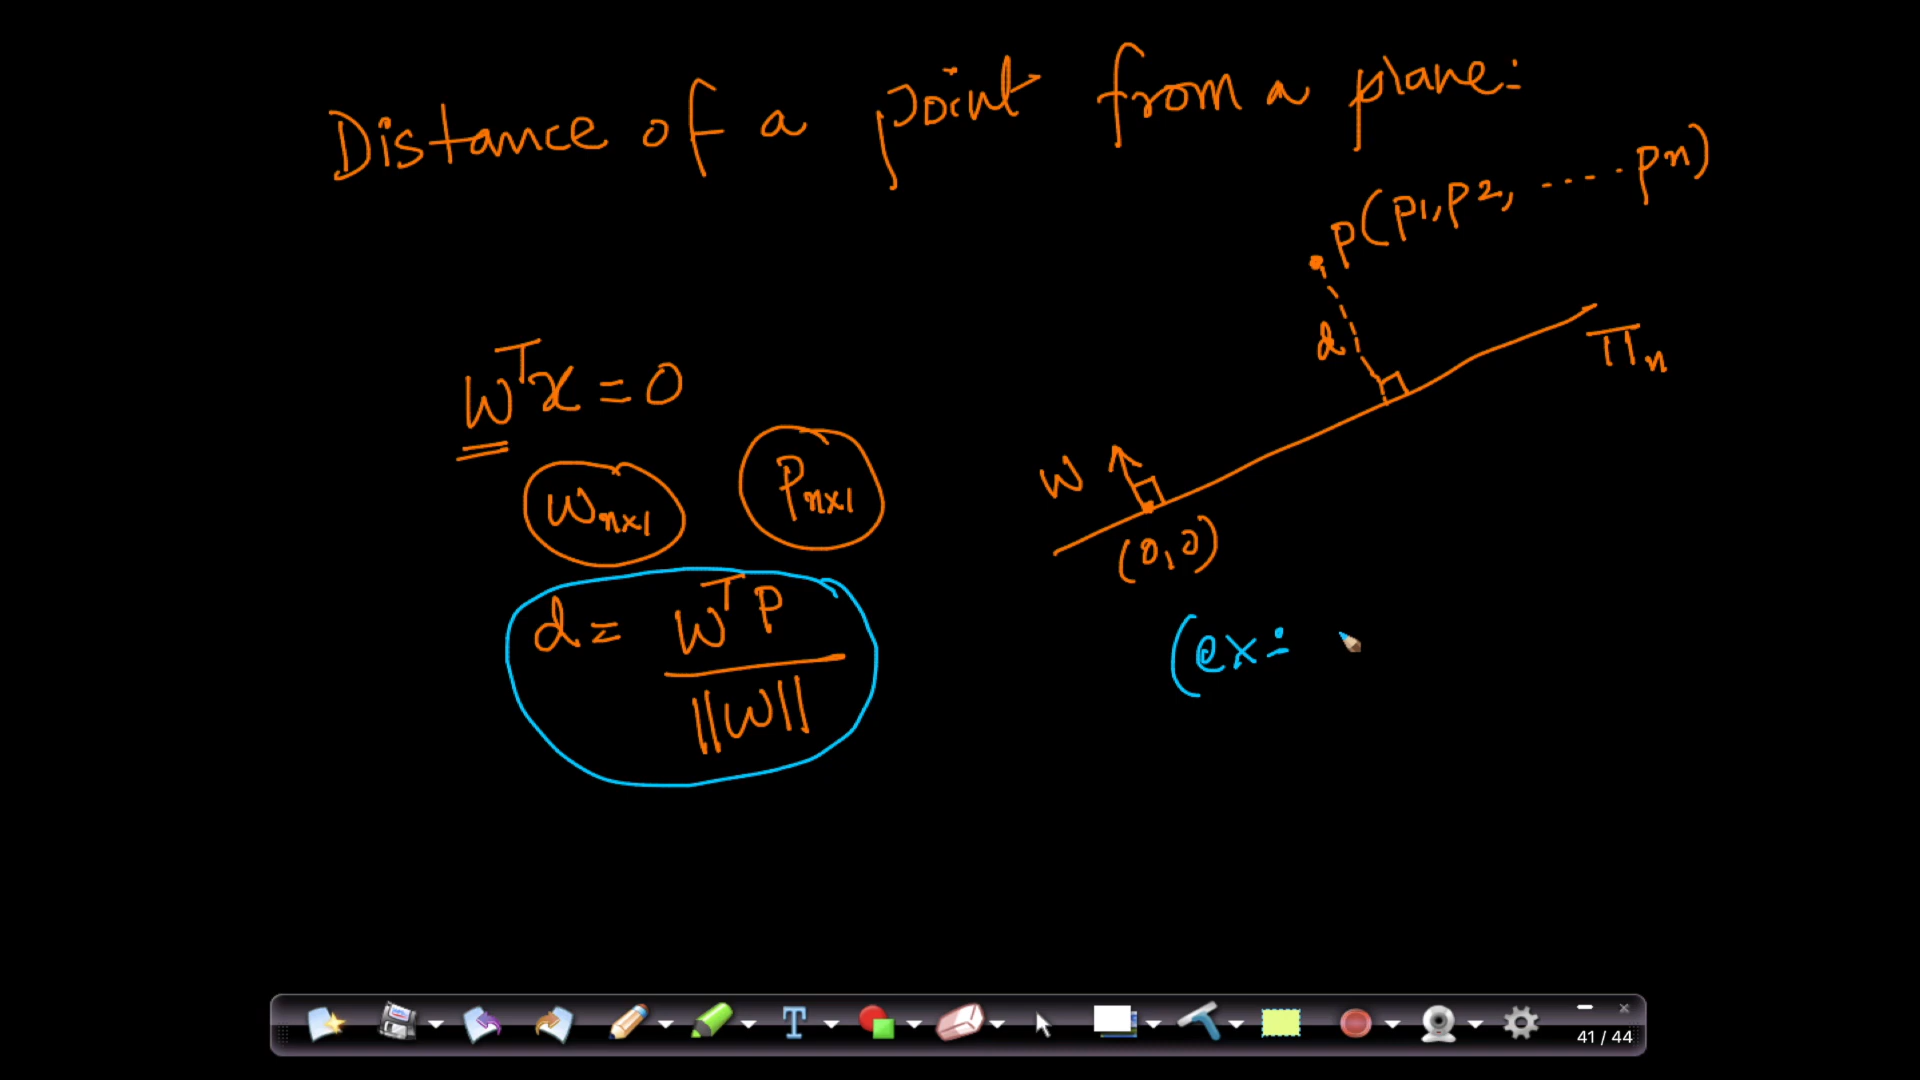 Distance of a point from a plane:
P(P1, P2, ..... Pn)
d
πn
W^T x = 0
W
Wnx1
Pnx1
(0,0)
d = W^T P / ||W||
(ex:
T
41 / 44